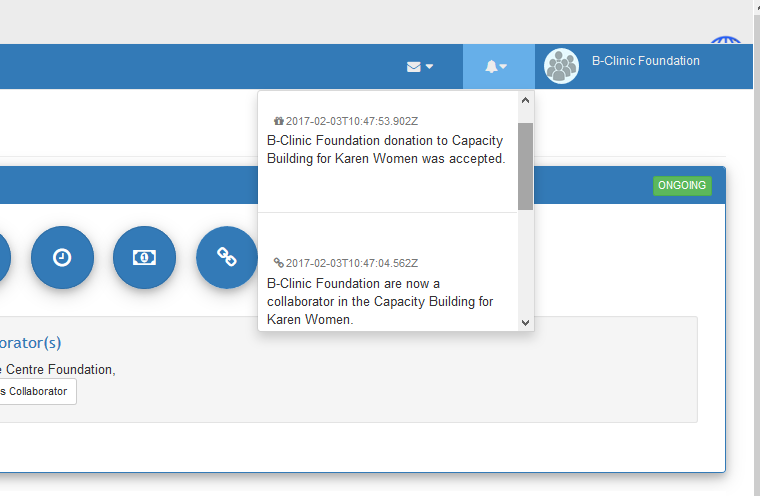 B-Clinic Foundation
2017-02-03T10:47:53.902Z
B-Clinic Foundation donation to Capacity
Building for Karen Women was accepted.
ONGOING
2017-02-03T10:47:04.562Z
B-Clinic Foundation are now a
collaborator in the Capacity Building for
Karen Women.
orator(s)
e Centre Foundation,
s Collaborator